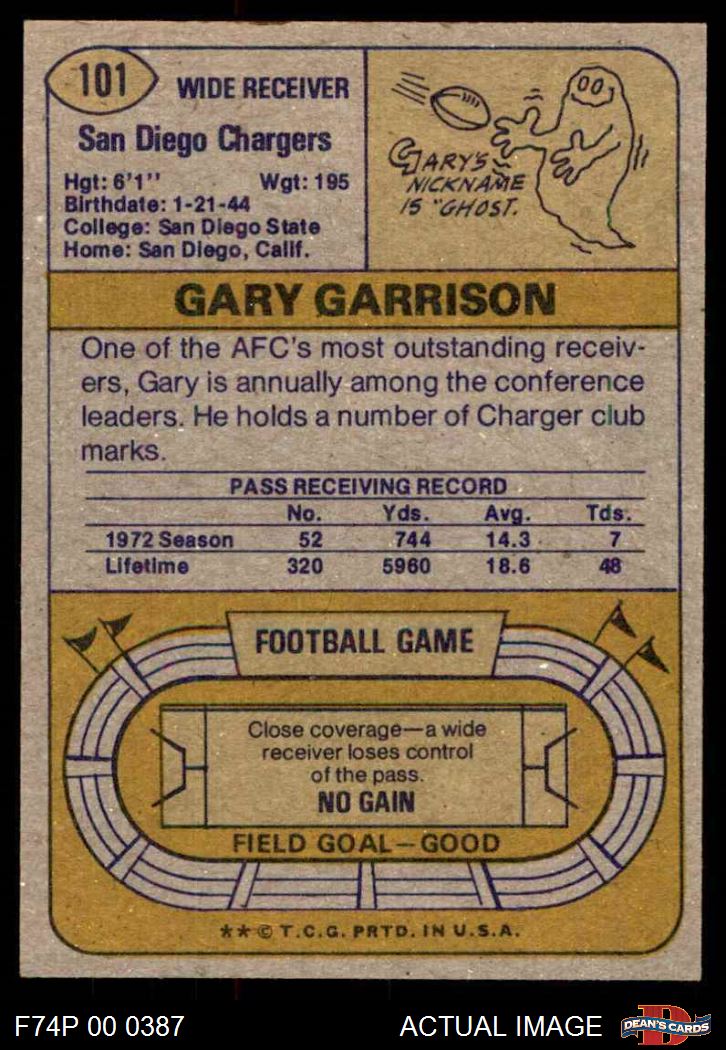 101
WIDE RECEIVER
San Diego Chargers
Hgt: 6'1'' Wgt: 195
Birthdate: 1-21-44
College: San Diego State
Home: San Diego, Calif.
GARY'S
NICKNAME
IS "GHOST.
GARY GARRISON
One of the AFC's most outstanding receiv-
ers, Gary is annually among the conference
leaders. He holds a number of Charger club
marks.
PASS RECEIVING RECORD
No. Yds. Avg. Tds.
1972 Season 52 744 14.3 7
Lifetime 320 5960 18.6 48
FOOTBALL GAME
Close coverage—a wide
receiver loses control
of the pass.
NO GAIN
FIELD GOAL—GOOD
** © T.C.G. PRTD. IN U.S.A.
F74P 00 0387 ACTUAL IMAGE
D
DEAN'S CARDS